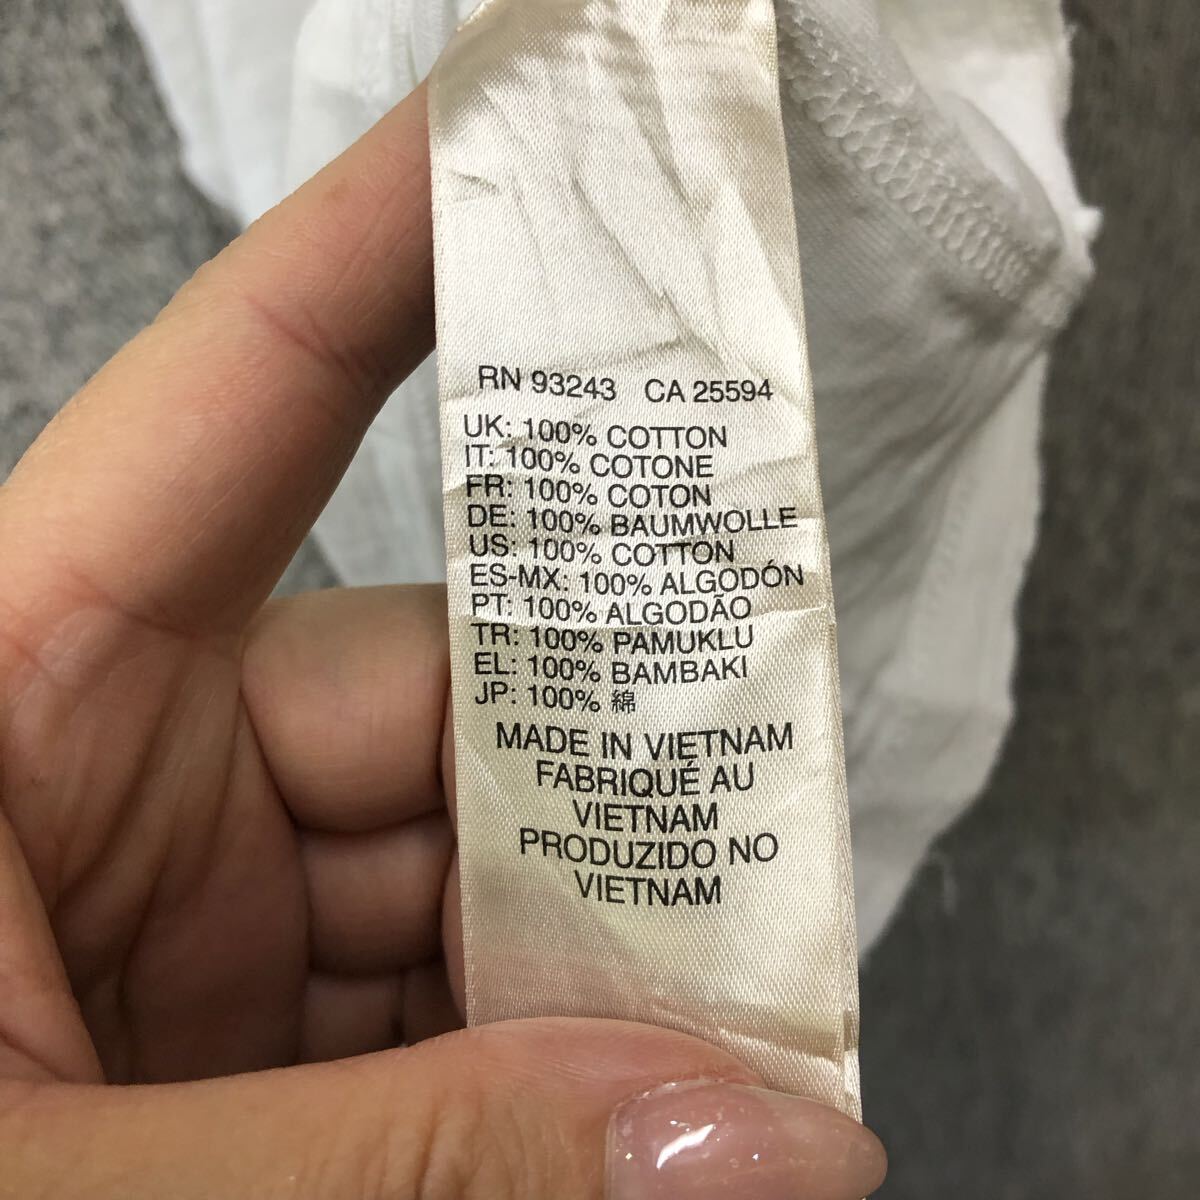 RN 93243 CA 25594
UK: 100% COTTON
IT: 100% COTONE
FR: 100% COTON
DE: 100% BAUMWOLLE
US: 100% COTTON
ES-MX: 100% ALGODÓN
PT: 100% ALGODÃO
TR: 100% PAMUKLU
EL: 100% BAMBAKI
JP: 100% 綿
MADE IN VIETNAM
FABRIQUÉ AU
VIETNAM
PRODUZIDO NO
VIETNAM